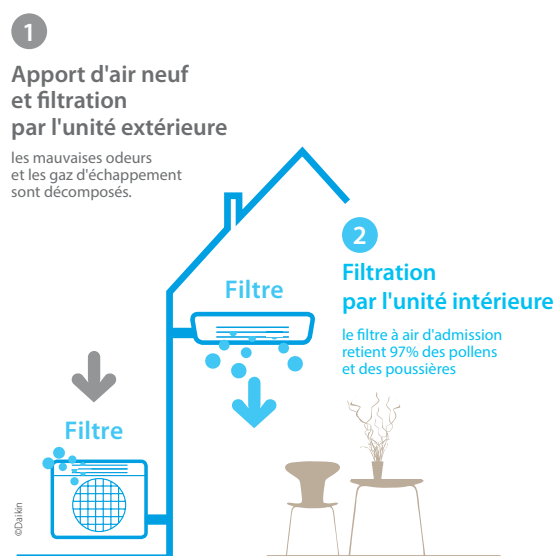 1
Apport d'air neuf
et filtration
par l'unité extérieure
les mauvaises odeurs
et les gaz d'échappement
sont décomposés.
2
Filtration
par l'unité intérieure
le filtre à air d'admission
retient 97% des pollens
et des poussières
Filtre
Filtre
©Daikin